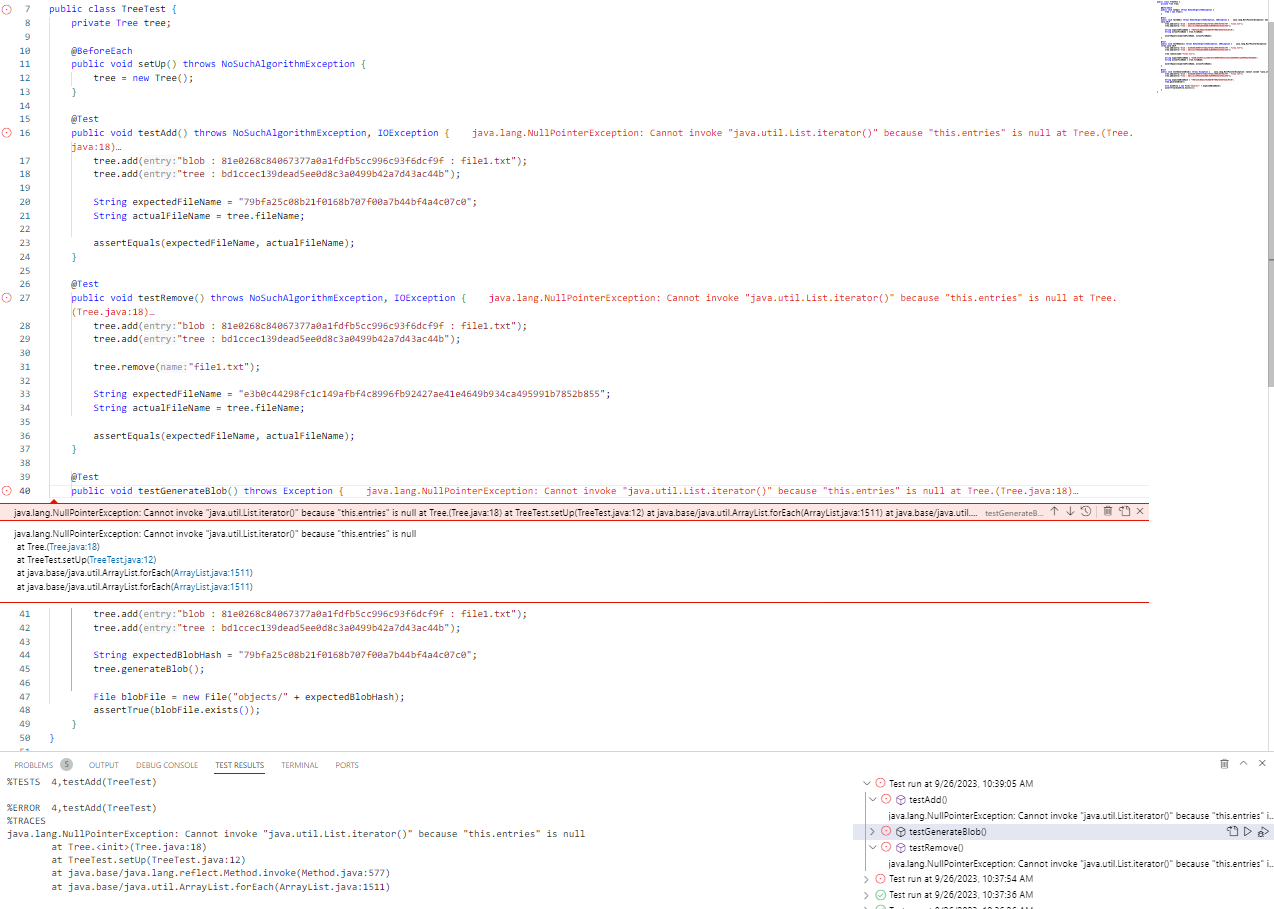 7 public class TreeTest {
8 private Tree tree;
9
10 @BeforeEach
11 public void setUp() throws NoSuchAlgorithmException {
12 tree = new Tree();
13 }
14
15 @Test
16 public void testAdd() throws NoSuchAlgorithmException, IOException { java.lang.NullPointerException: Cannot invoke "java.util.List.iterator()" because "this.entries" is null at Tree.(Tree.
java:18)…
17 tree.add(entry:"blob : 81e0268c84067377a0a1fdfb5cc996c93f6dcf9f : file1.txt");
18 tree.add(entry:"tree : bd1ccec139dead5ee0d8c3a0499b42a7d43ac44b");
19
20 String expectedFileName = "79bfa25c08b21f0168b707f00a7b44bf4a4c07c0";
21 String actualFileName = tree.fileName;
22
23 assertEquals(expectedFileName, actualFileName);
24 }
25
26 @Test
27 public void testRemove() throws NoSuchAlgorithmException, IOException { java.lang.NullPointerException: Cannot invoke "java.util.List.iterator()" because "this.entries" is null at Tree.
(Tree.java:18)…
28 tree.add(entry:"blob : 81e0268c84067377a0a1fdfb5cc996c93f6dcf9f : file1.txt");
29 tree.add(entry:"tree : bd1ccec139dead5ee0d8c3a0499b42a7d43ac44b");
30
31 tree.remove(name:"file1.txt");
32
33 String expectedFileName = "e3b0c44298fc1c149afbf4c8996fb92427ae41e4649b934ca495991b7852b855";
34 String actualFileName = tree.fileName;
35
36 assertEquals(expectedFileName, actualFileName);
37 }
38
39 @Test
40 public void testGenerateBlob() throws Exception { java.lang.NullPointerException: Cannot invoke "java.util.List.iterator()" because "this.entries" is null at Tree.(Tree.java:18)…
java.lang.NullPointerException: Cannot invoke "java.util.List.iterator()" because "this.entries" is null at Tree.(Tree.java:18) at TreeTest.setUp(TreeTest.java:12) at java.base/java.util.ArrayList.forEach(ArrayList.java:1511) at java.base/java.util.... testGenerateB...
java.lang.NullPointerException: Cannot invoke "java.util.List.iterator()" because "this.entries" is null
at Tree.(Tree.java:18)
at TreeTest.setUp(TreeTest.java:12)
at java.base/java.util.ArrayList.forEach(ArrayList.java:1511)
at java.base/java.util.ArrayList.forEach(ArrayList.java:1511)
41 tree.add(entry:"blob : 81e0268c84067377a0a1fdfb5cc996c93f6dcf9f : file1.txt");
42 tree.add(entry:"tree : bd1ccec139dead5ee0d8c3a0499b42a7d43ac44b");
43
44 String expectedBlobHash = "79bfa25c08b21f0168b707f00a7b44bf4a4c07c0";
45 tree.generateBlob();
46
47 File blobFile = new File("objects/" + expectedBlobHash);
48 assertTrue(blobFile.exists());
49 }
50 }
PROBLEMS 5 OUTPUT DEBUG CONSOLE TEST RESULTS TERMINAL PORTS
%TESTS 4,testAdd(TreeTest)
%ERROR 4,testAdd(TreeTest)
%TRACES
java.lang.NullPointerException: Cannot invoke "java.util.List.iterator()" because "this.entries" is null
at Tree.<init>(Tree.java:18)
at TreeTest.setUp(TreeTest.java:12)
at java.base/java.lang.reflect.Method.invoke(Method.java:577)
at java.base/java.util.ArrayList.forEach(ArrayList.java:1511)
Test run at 9/26/2023, 10:39:05 AM
testAdd()
java.lang.NullPointerException: Cannot invoke "java.util.List.iterator()" because "this.entries" i...
testGenerateBlob()
testRemove()
java.lang.NullPointerException: Cannot invoke "java.util.List.iterator()" because "this.entries" i...
Test run at 9/26/2023, 10:37:54 AM
Test run at 9/26/2023, 10:37:36 AM